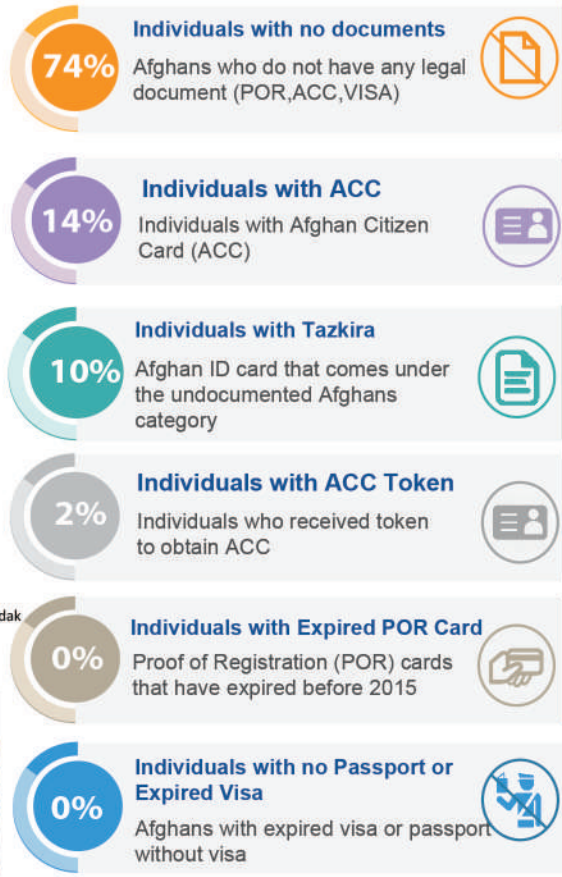 Individuals with no documents
74%
Afghans who do not have any legal
document (POR,ACC,VISA)
Individuals with ACC
14%
Individuals with Afghan Citizen
Card (ACC)
Individuals with Tazkira
10%
Afghan ID card that comes under
the undocumented Afghans
category
Individuals with ACC Token
2%
Individuals who received token
to obtain ACC
dak
Individuals with Expired POR Card
0%
Proof of Registration (POR) cards
that have expired before 2015
Individuals with no Passport or
Expired Visa
0%
Afghans with expired visa or passport
without visa